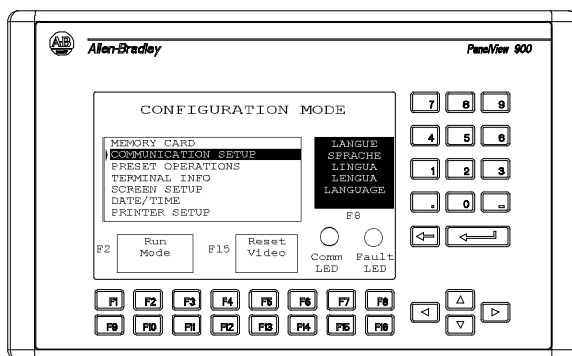 AB
Allen-Bradley
PanelView 900
CONFIGURATION MODE
MEMORY CARD
COMMUNICATION SETUP
PRESET OPERATIONS
TERMINAL INFO
SCREEN SETUP
DATE/TIME
PRINTER SETUP
LANGUE
SPRACHE
LINGUA
LENGUA
LANGUAGE
F8
F2
Run
Mode
F15
Reset
Video
Comm
LED
Fault
LED
7 8 9
4 5 6
1 2 3
. 0 -
F1 F2 F3 F4 F5 F6 F7 F8
F9 F10 F11 F12 F13 F14 F15 F16